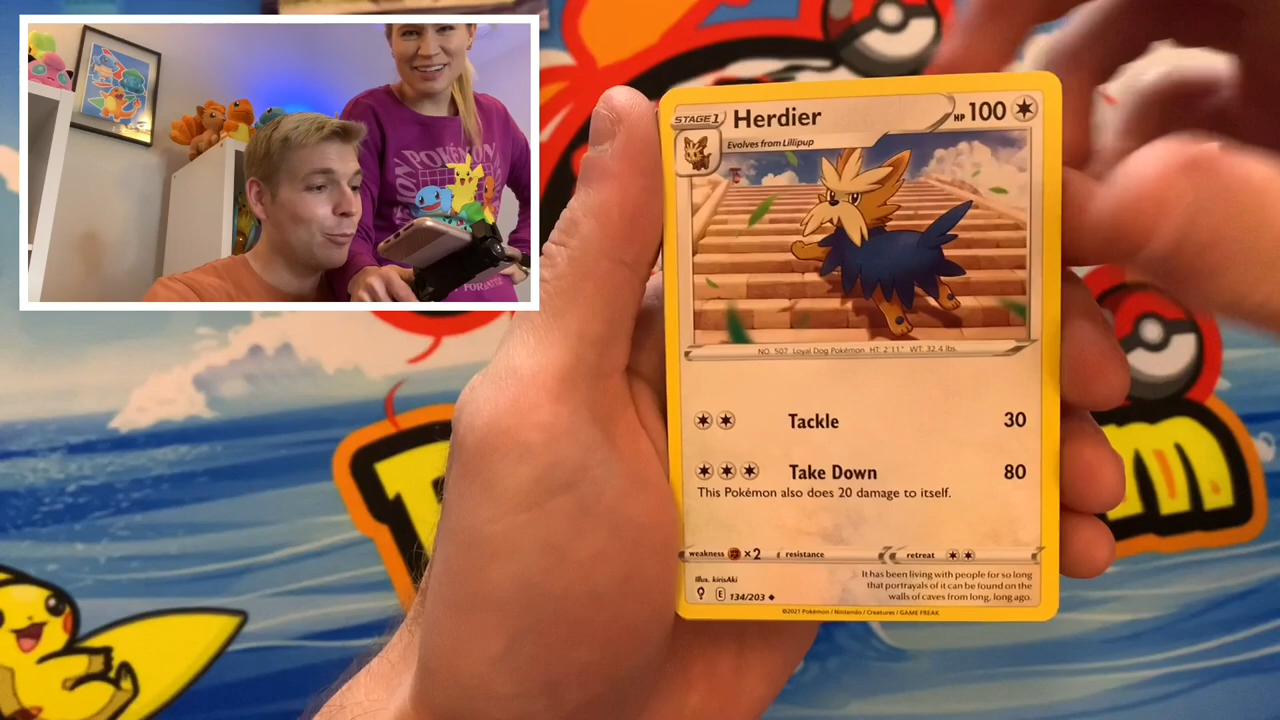 POKÉMON
STAGE 1
Herdier
HP 100
Evolves from Lillipup
NO. 507 Loyal Dog Pokémon HT: 2'11" WT: 32.4 lbs.
Tackle 30
Take Down 80
This Pokémon also does 20 damage to itself.
weakness ×2 resistance retreat
Illus. kirisAki
It has been living with people for so long
that portrayals of it can be found on the
E 134/203 walls of caves from long, long ago.
©2021 Pokémon / Nintendo / Creatures / GAME FREAK